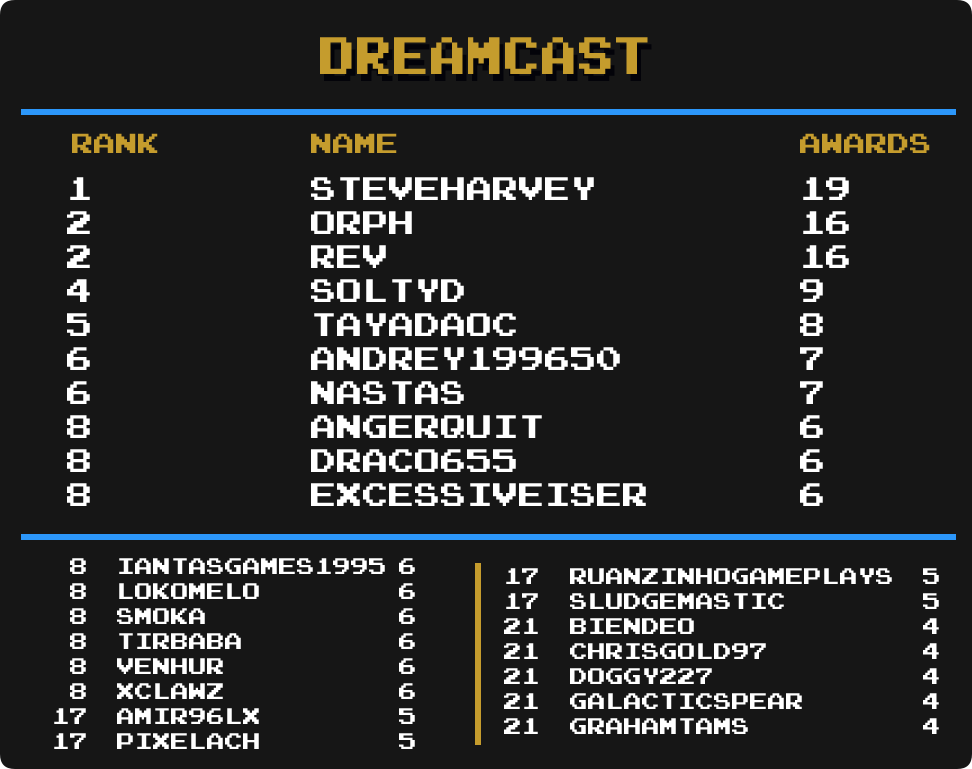 DREAMCAST
RANK NAME AWARDS
1 STEVEHARVEY 19
2 ORPH 16
2 REV 16
4 SOLTYD 9
5 TAYADAOC 8
6 ANDREY199650 7
6 NASTAS 7
8 ANGERQUIT 6
8 DRACO655 6
8 EXCESSIVEISER 6
8 IANTASGAMES1995 6
8 LOKOMELO 6
8 SMOKA 6
8 TIRBABA 6
8 VENHUR 6
8 XCLAWZ 6
17 AMIR96LX 5
17 PIXELACH 5
17 RUANZINHOGAMEPLAYS 5
17 SLUDGEMASTIC 5
21 BIENDEO 4
21 CHRISGOLD97 4
21 DOGGY227 4
21 GALACTICSPEAR 4
21 GRAHAMTAMS 4